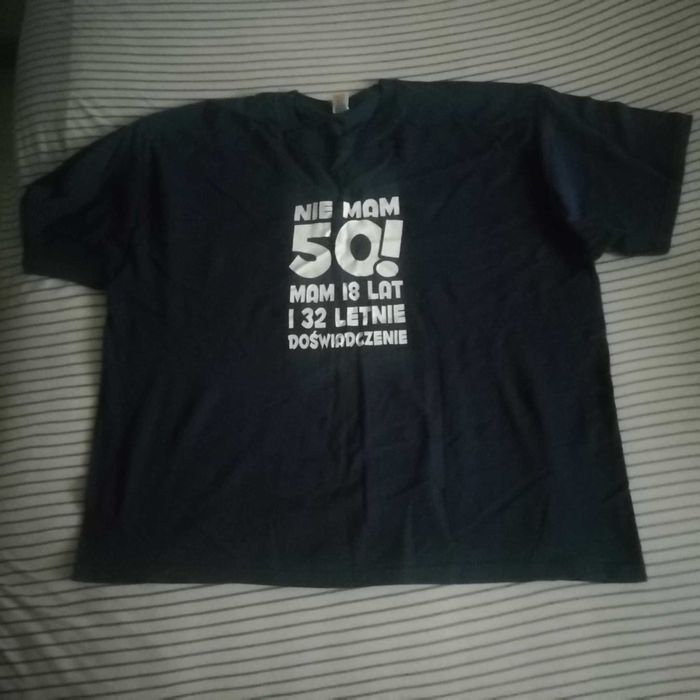 NIE MAM
50!
MAM 18 LAT
I 32 LETNIE
DOŚWIADCZENIE